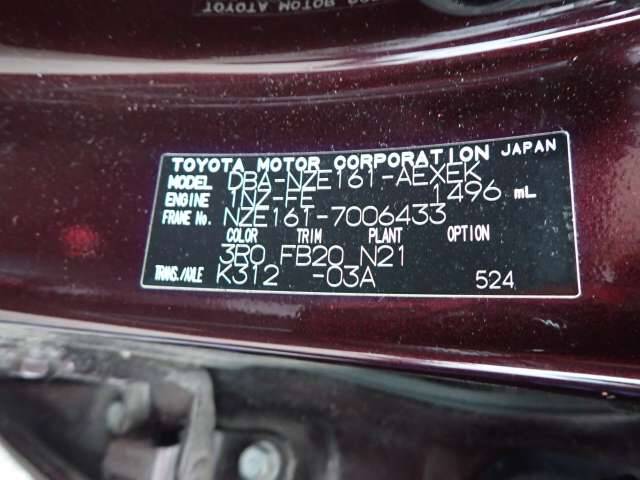 TOYOTA MOTOR CORPORATION JAPAN
MODEL DBA-NZE161-AEXEK
ENGINE 1NZ-FE 1496 mL
FRAME No. NZE161-7006433
COLOR TRIM PLANT OPTION
3R0 FB20 N21
TRANS./AXLE K312 -03A 524